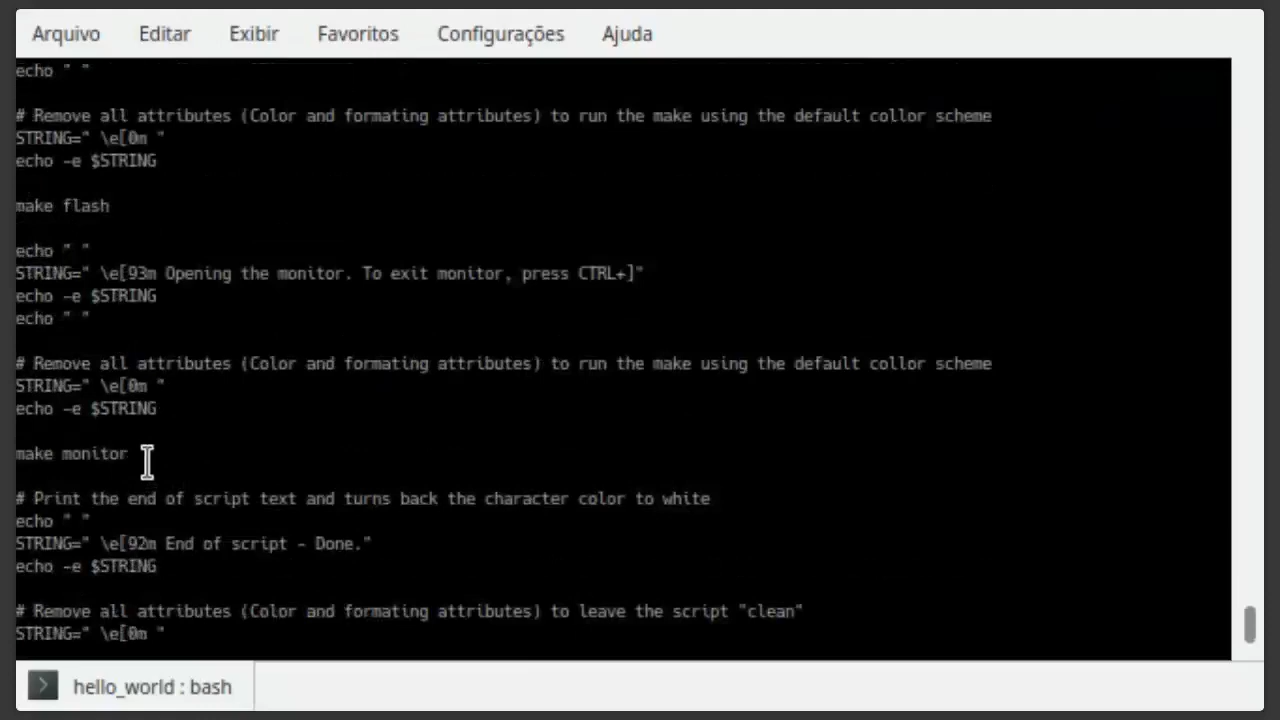 Arquivo Editar Exibir Favoritos Configurações Ajuda
echo " "
# Remove all attributes (Color and formating attributes) to run the make using the default collor scheme
STRING=" \e[0m "
echo -e $STRING
make flash
echo " "
STRING=" \e[93m Opening the monitor. To exit monitor, press CTRL+]"
echo -e $STRING
echo " "
# Remove all attributes (Color and formating attributes) to run the make using the default collor scheme
STRING=" \e[0m "
echo -e $STRING
make monitor
# Print the end of script text and turns back the character color to white
echo " "
STRING=" \e[92m End of script - Done."
echo -e $STRING
# Remove all attributes (Color and formating attributes) to leave the script "clean"
STRING=" \e[0m "
hello_world : bash